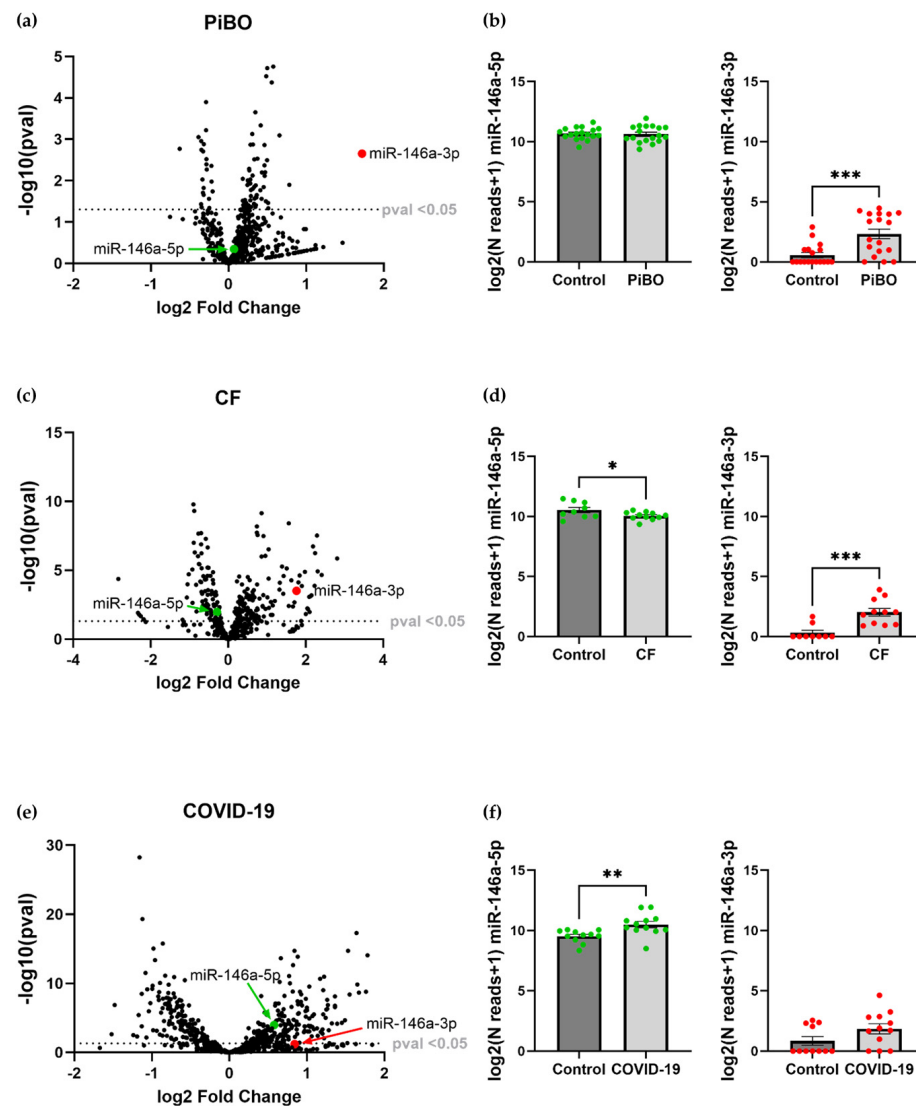 (a)
PiBO
5
4
3
2
1
0
-2
-1
0
1
2
-log10(pval)
log2 Fold Change
miR-146a-3p
pval <0.05
miR-146a-5p
(b)
log2(N reads+1) miR-146a-5p
15
10
5
0
Control
PiBO
log2(N reads+1) miR-146a-3p
15
10
5
0
***
Control
PiBO
(c)
CF
15
10
5
0
-4
-2
0
2
4
-log10(pval)
log2 Fold Change
miR-146a-3p
miR-146a-5p
pval <0.05
(d)
log2(N reads+1) miR-146a-5p
15
10
5
0
*
Control
CF
log2(N reads+1) miR-146a-3p
15
10
5
0
***
Control
CF
(e)
COVID-19
30
20
10
0
-2
-1
0
1
2
-log10(pval)
log2 Fold Change
miR-146a-5p
miR-146a-3p
pval <0.05
(f)
log2(N reads+1) miR-146a-5p
15
10
5
0
**
Control
COVID-19
log2(N reads+1) miR-146a-3p
15
10
5
0
Control
COVID-19